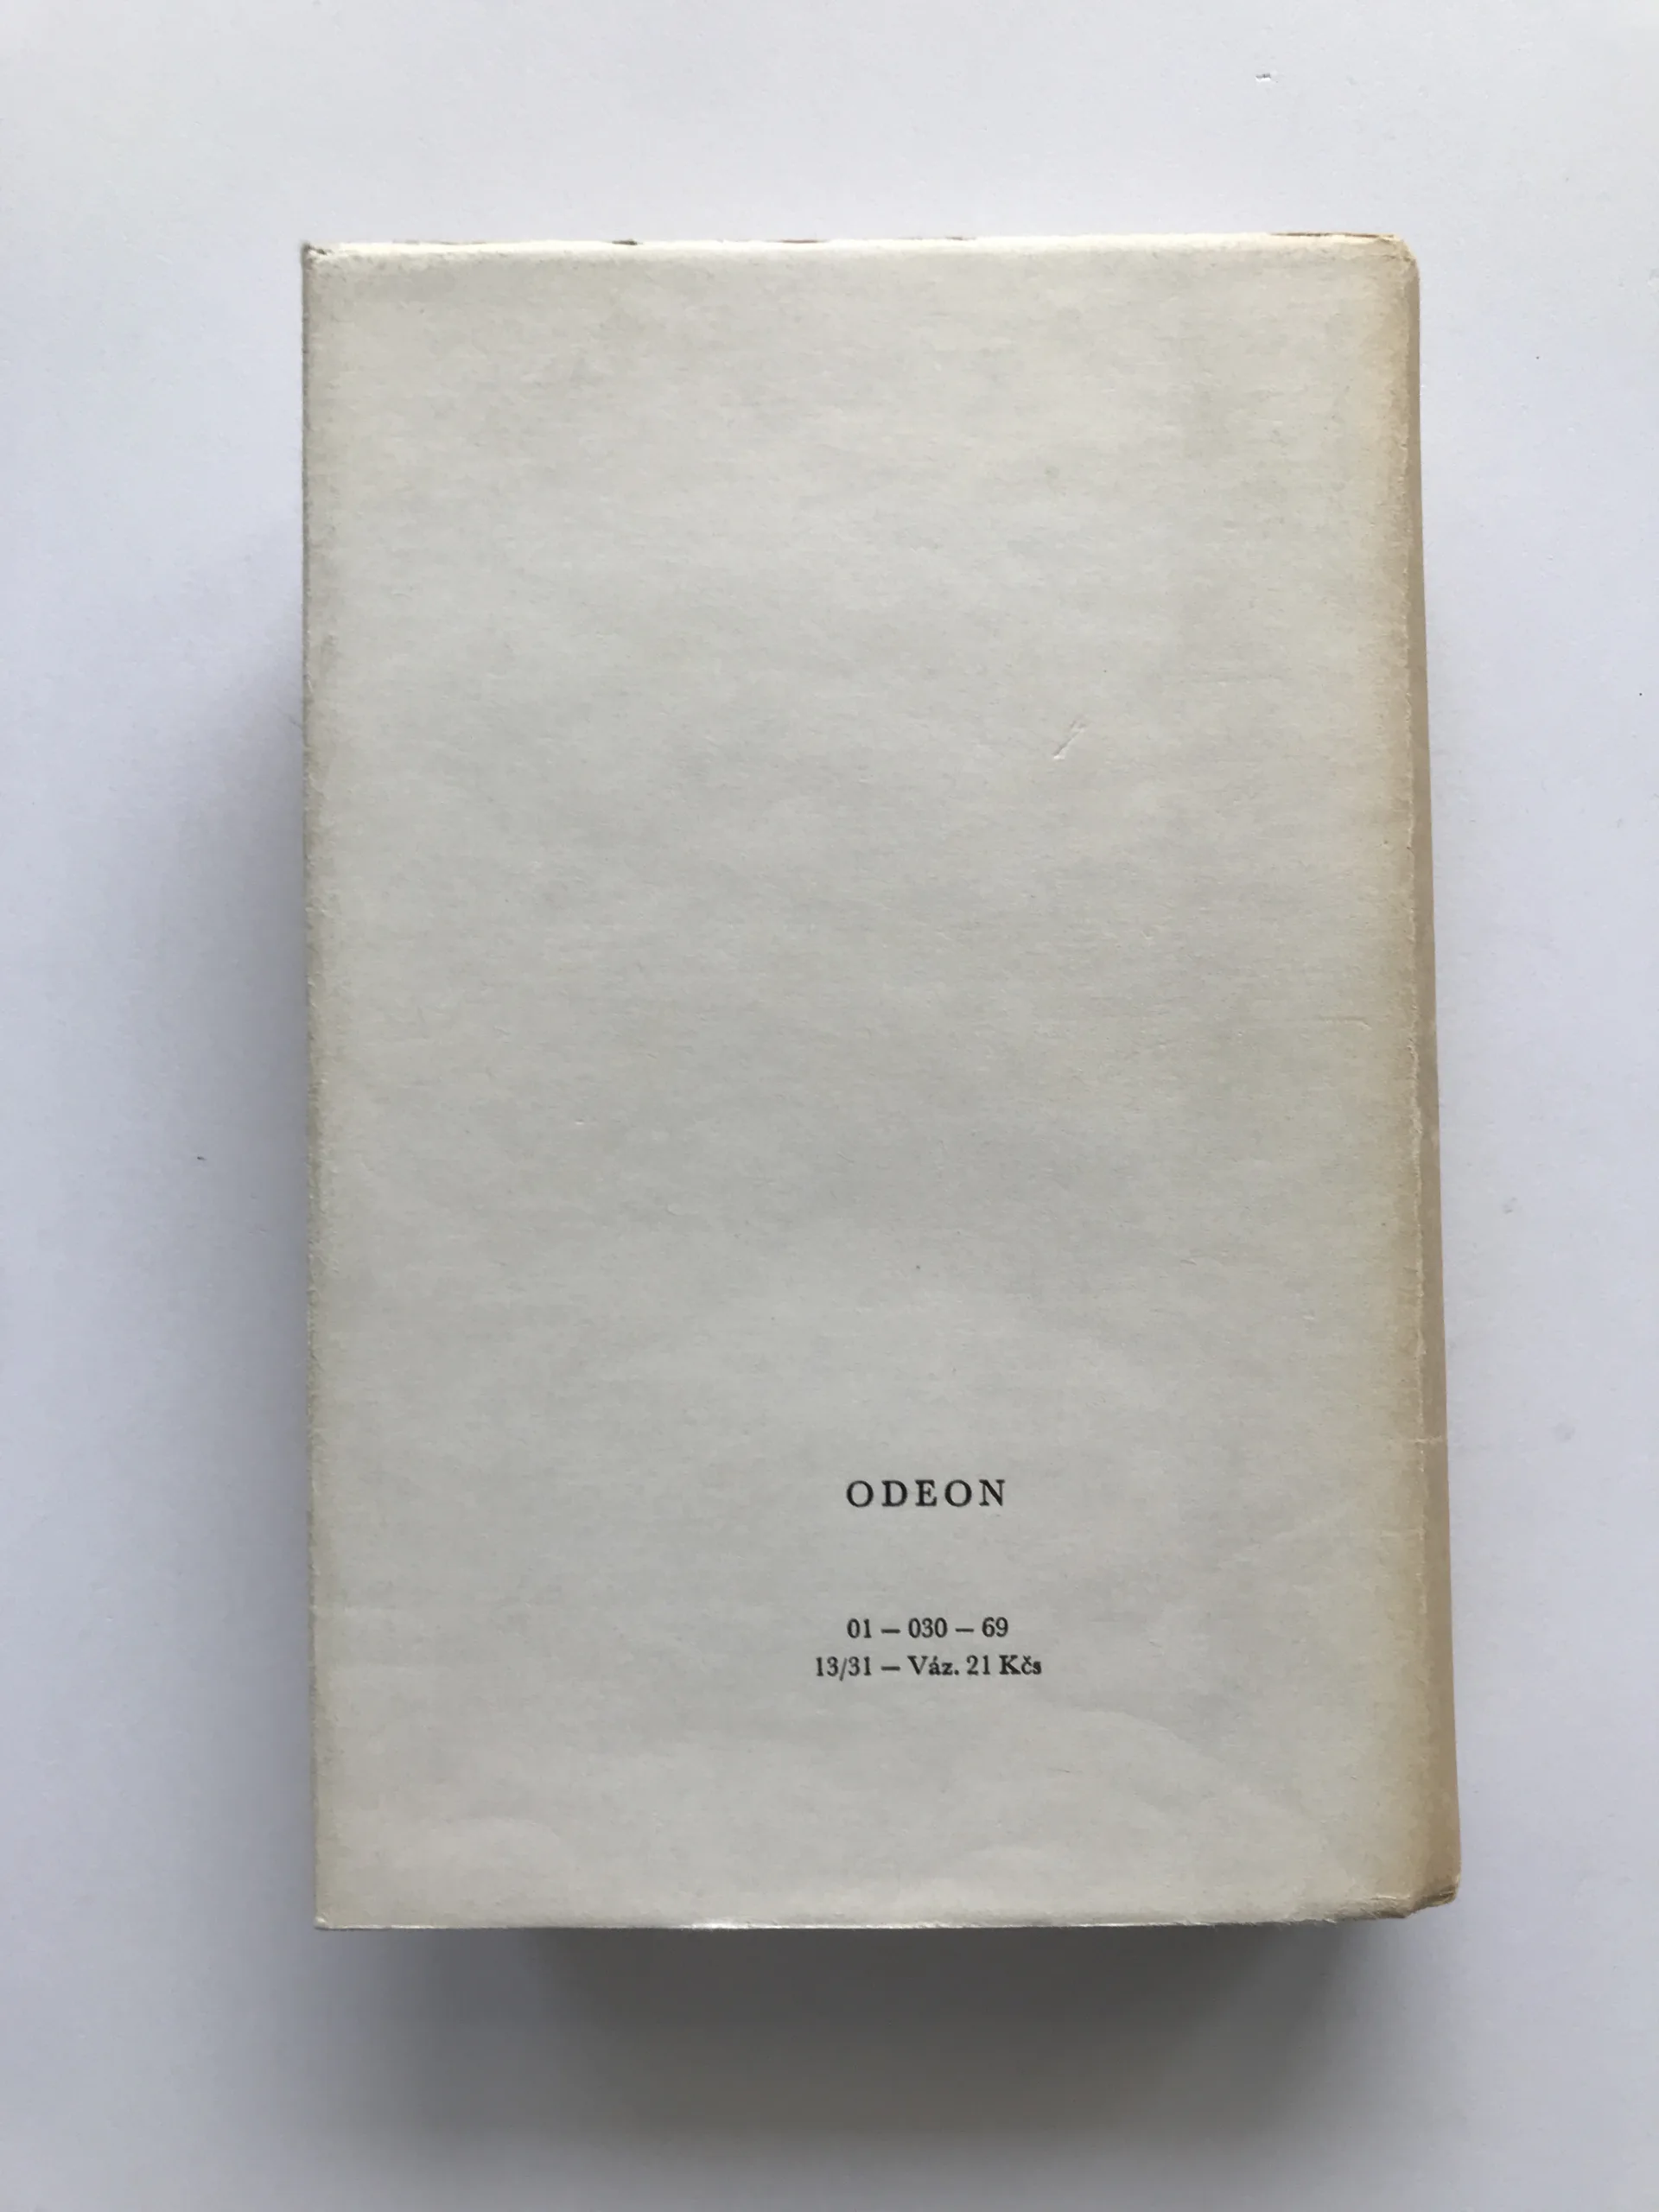 ODEON
01 — 030 — 69
13/31 — Váz. 21 Kčs